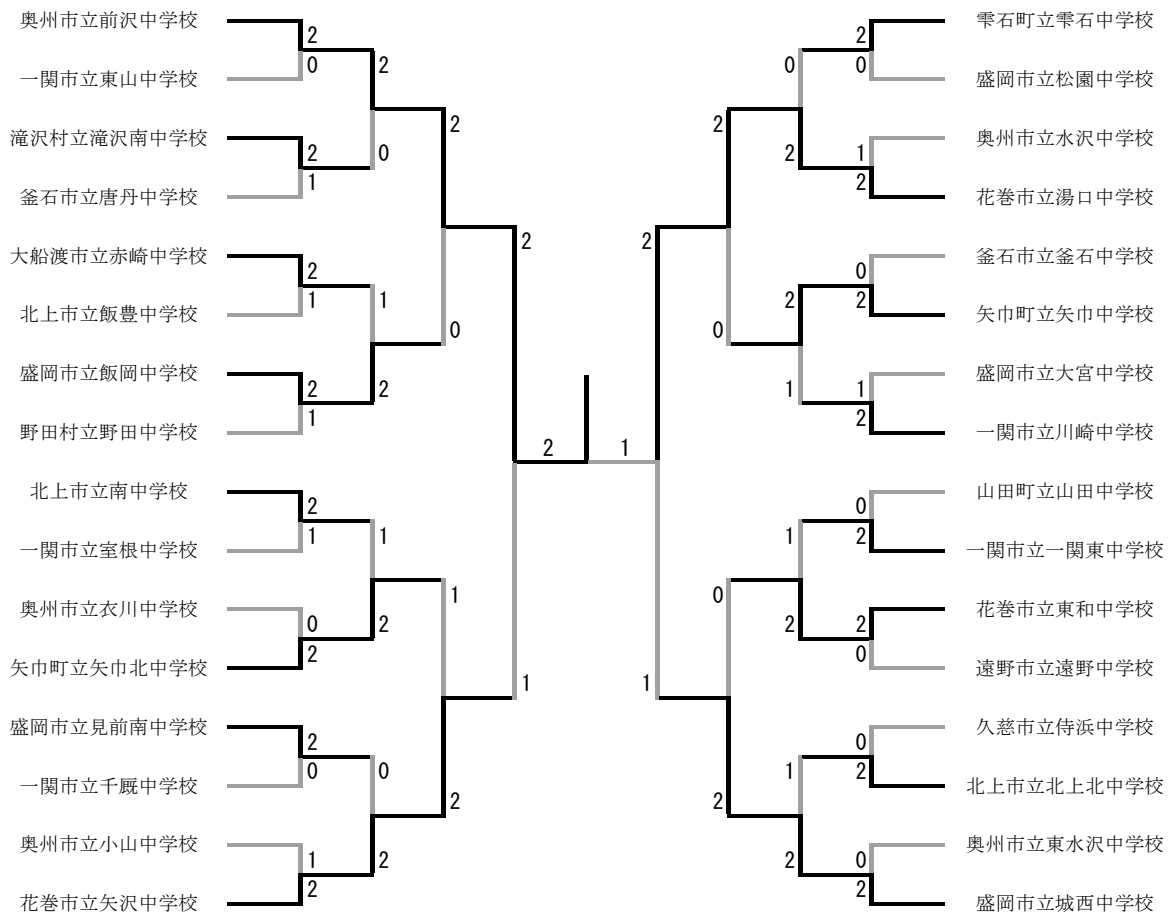 奥州市立前沢中学校
一関市立東山中学校
滝沢村立滝沢南中学校
釜石市立唐丹中学校
大船渡市立赤崎中学校
北上市立飯豊中学校
盛岡市立飯岡中学校
野田村立野田中学校
北上市立南中学校
一関市立室根中学校
奥州市立衣川中学校
矢巾町立矢巾北中学校
盛岡市立見前南中学校
一関市立千厩中学校
奥州市立小山中学校
花巻市立矢沢中学校
2
0
2
1
2
1
2
1
2
1
0
2
2
0
1
2
2
0
1
2
1
2
0
2
2
0
1
2
2
1
2
1
2
1
2
0
0
2
0
2
2
1
1
2
1
2
2
0
1
2
0
2
1
2
0
2
1
2
0
2
2
0
0
2
0
2
雫石町立雫石中学校
盛岡市立松園中学校
奥州市立水沢中学校
花巻市立湯口中学校
釜石市立釜石中学校
矢巾町立矢巾中学校
盛岡市立大宮中学校
一関市立川崎中学校
山田町立山田中学校
一関市立一関東中学校
花巻市立東和中学校
遠野市立遠野中学校
久慈市立侍浜中学校
北上市立北上北中学校
奥州市立東水沢中学校
盛岡市立城西中学校